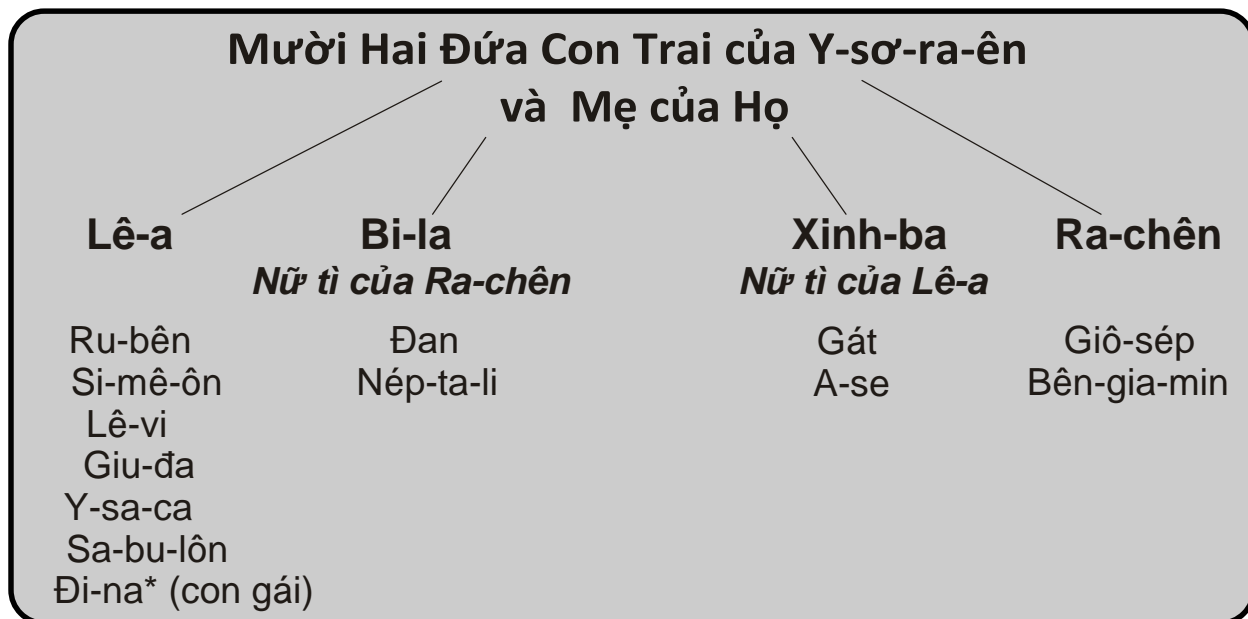 Mười Hai Đứa Con Trai của Y-sơ-ra-ên
và Mẹ của Họ
Lê-a
Bi-la
Xinh-ba
Ra-chên
Nữ tì của Ra-chên
Nữ tì của Lê-a
Ru-bên
Đan
Gát
Giô-sép
Si-mê-ôn
Nép-ta-li
A-se
Bên-gia-min
Lê-vi
Giu-đa
Y-sa-ca
Sa-bu-lôn
Đi-na* (con gái)